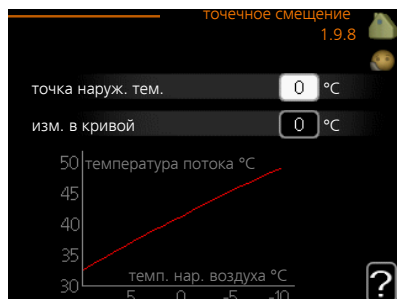 точечное смещение
1.9.8
точка наруж. тем. 0 °C
изм. в кривой 0 °C
50 температура потока °C
45
40
35
30
темп. нар. воздуха °C
5 0 -5 -10
?